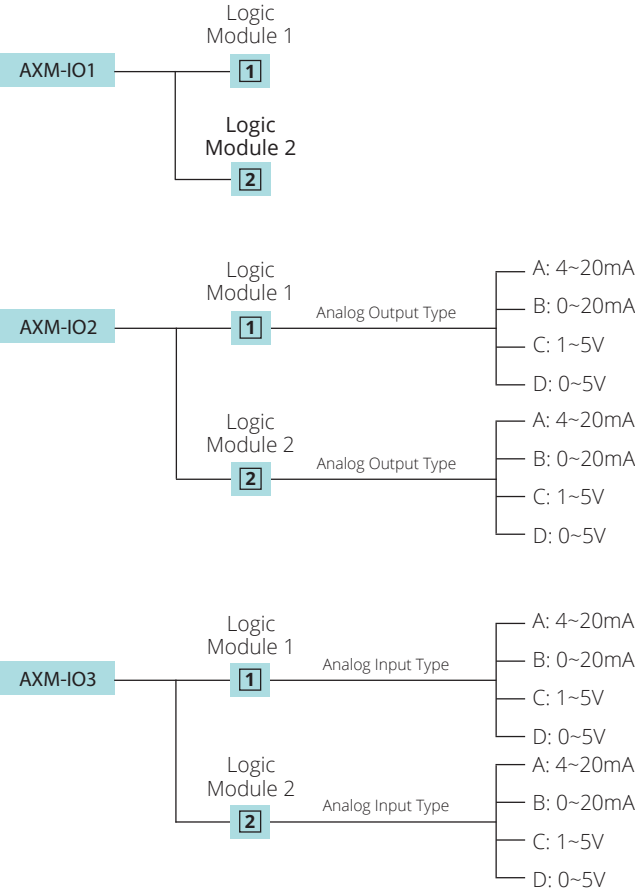 Logic
Module 1
AXM-IO1
1
Logic
Module 2
2
Logic
Module 1
AXM-IO2
1
Analog Output Type
A: 4~20mA
B: 0~20mA
C: 1~5V
D: 0~5V
Logic
Module 2
2
Analog Output Type
A: 4~20mA
B: 0~20mA
C: 1~5V
D: 0~5V
Logic
Module 1
AXM-IO3
1
Analog Input Type
A: 4~20mA
B: 0~20mA
C: 1~5V
D: 0~5V
Logic
Module 2
2
Analog Input Type
A: 4~20mA
B: 0~20mA
C: 1~5V
D: 0~5V